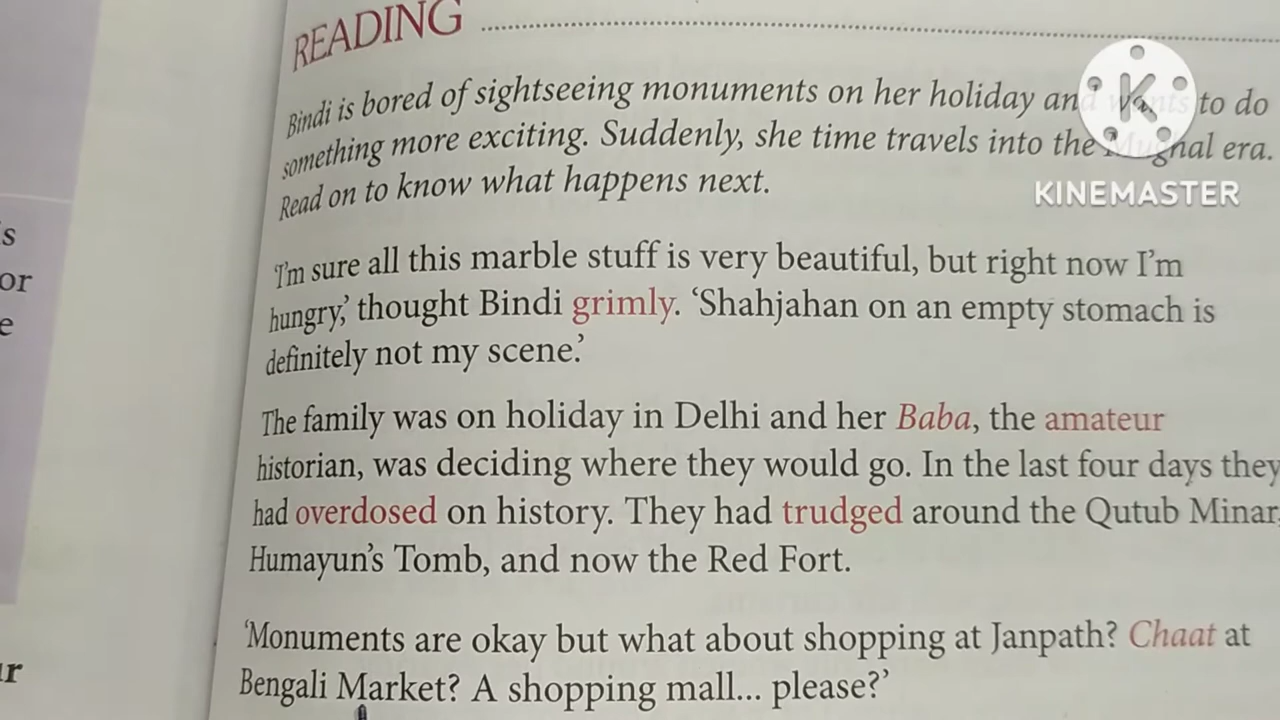 READING
Bindi is bored of sightseeing monuments on her holiday and wants to do
something more exciting. Suddenly, she time travels into the Mughal era.
Read on to know what happens next.
'I'm sure all this marble stuff is very beautiful, but right now I'm
hungry,' thought Bindi grimly. 'Shahjahan on an empty stomach is
definitely not my scene.'
The family was on holiday in Delhi and her Baba, the amateur
historian, was deciding where they would go. In the last four days they
had overdosed on history. They had trudged around the Qutub Minar,
Humayun's Tomb, and now the Red Fort.
'Monuments are okay but what about shopping at Janpath? Chaat at
Bengali Market? A shopping mall... please?'
s
or
e
r
K
KINEMASTER